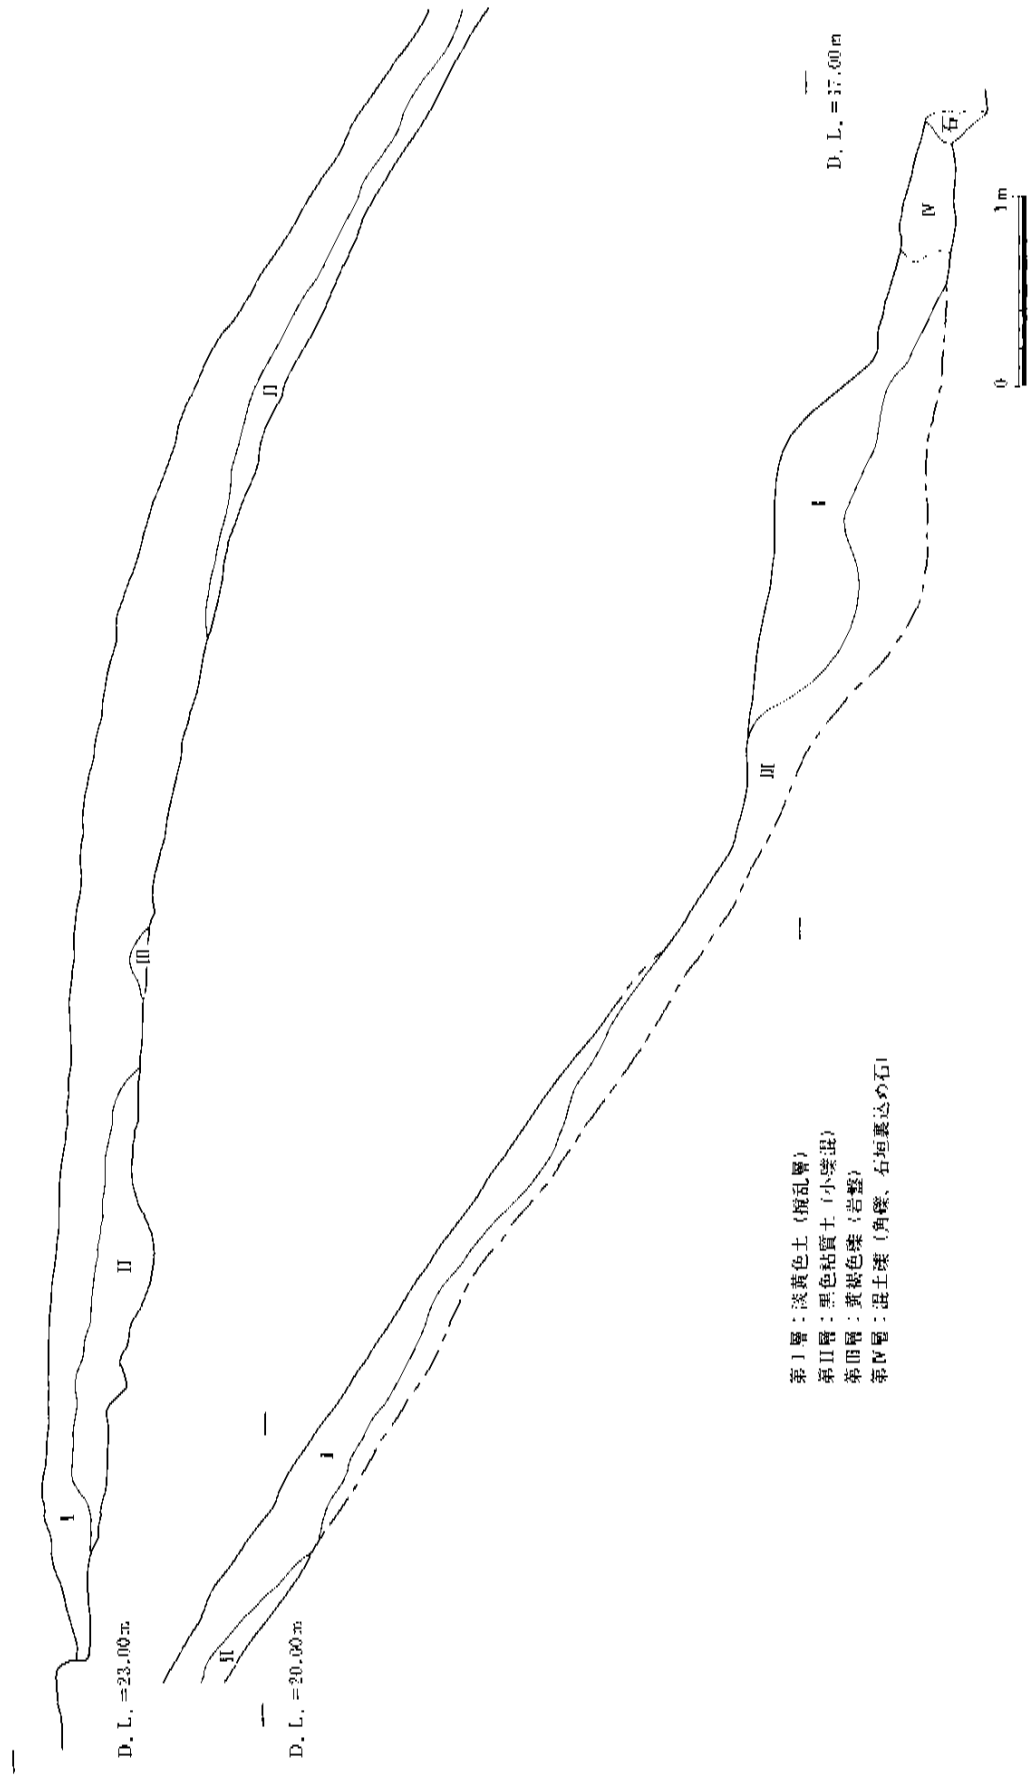 D.L.=23.00m
I
II
III
II
D.L.=20.00m
II
I
III
I
IV
石
D.L.=17.00m
第I層：淡黄色土（撹乱層）
第II層：黒色粘質土（小礫混）
第III層：黄褐色礫（岩盤）
第IV層：混土礫（角礫、石垣裏込め石）
0 1m